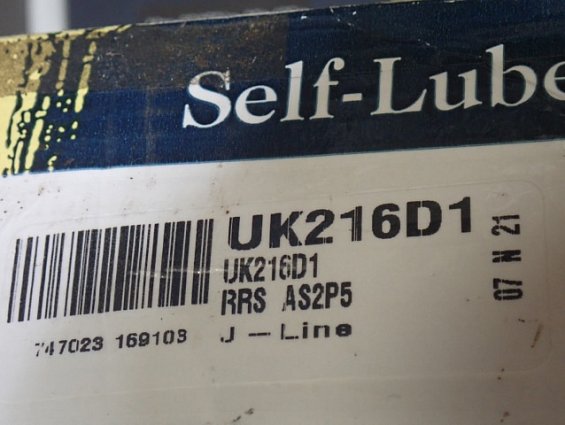 Self-Lube
UK216D1
UK216D1
RRS AS2P5
J-Line
747023 169103
07 N 21